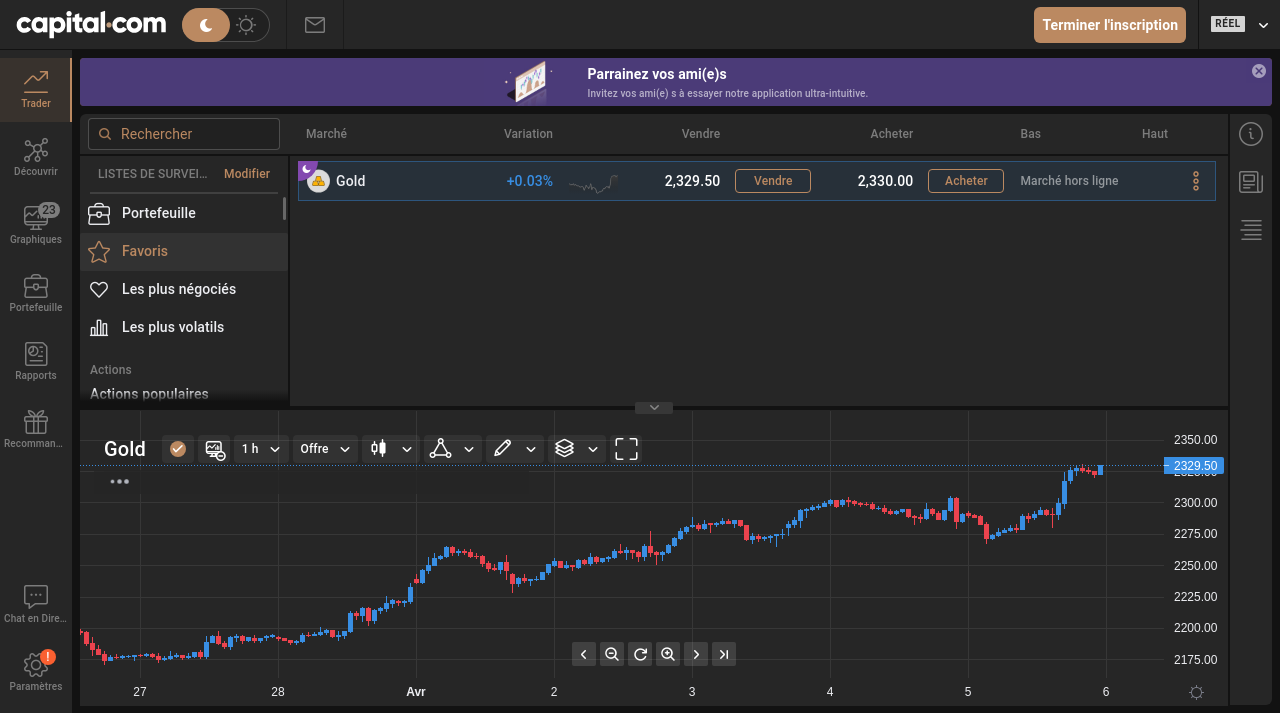 capital.com
Terminer l'inscription
RÉEL
Parrainez vos ami(e)s
Invitez vos ami(e) s à essayer notre application ultra-intuitive.
Trader
Découvrir
23
Graphiques
Portefeuille
Rapports
Recomman...
Chat en Dire...
!
Paramètres
Rechercher
LISTES DE SURVEI...
Modifier
Portefeuille
Favoris
Les plus négociés
Les plus volatils
Actions
Actions populaires
Marché
Variation
Vendre
Acheter
Bas
Haut
Gold
+0.03%
2,329.50
Vendre
2,330.00
Acheter
Marché hors ligne
Gold
1 h
Offre
2350.00
2329.50
2300.00
2275.00
2250.00
2225.00
2200.00
2175.00
27
28
Avr
2
3
4
5
6